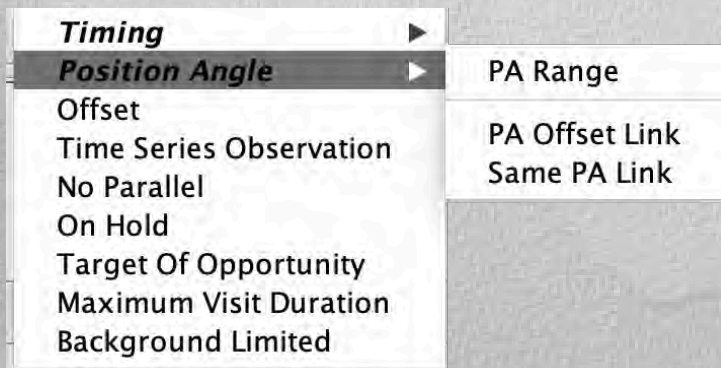 Timing
Position Angle
Offset
Time Series Observation
No Parallel
On Hold
Target Of Opportunity
Maximum Visit Duration
Background Limited
PA Range
PA Offset Link
Same PA Link